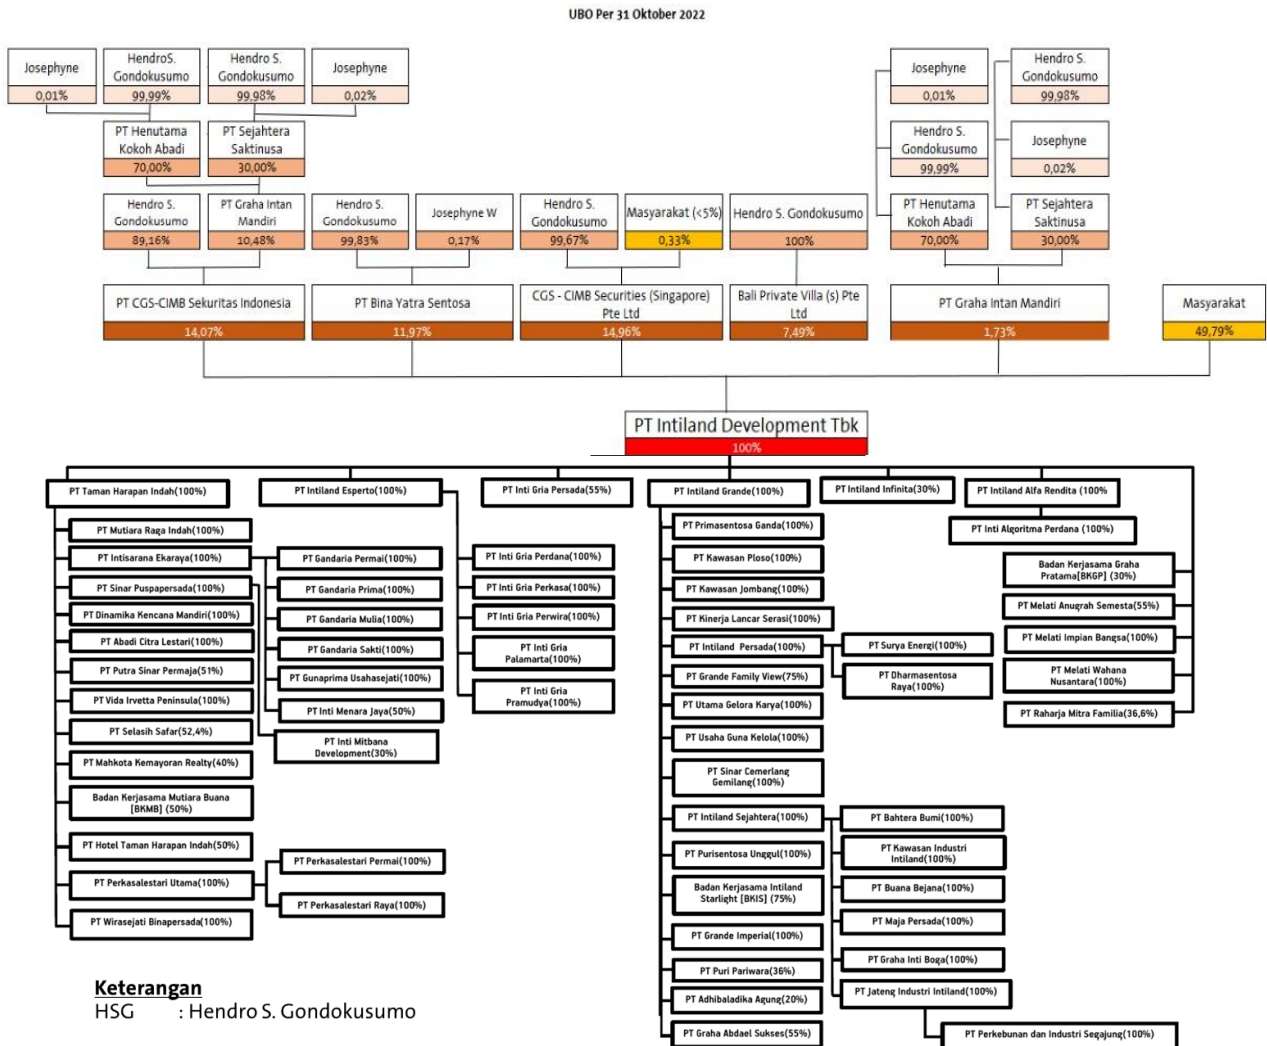 UBO Per 31 Oktober 2022
Josephyne
0,01%
HendroS.
Gondokusumo
99,99%
Hendro S.
Gondokusumo
99,98%
Josephyne
0,02%
PT Henutama
Kokoh Abadi
70,00%
PT Sejahtera
Saktinusa
30,00%
Hendro S.
Gondokusumo
89,16%
PT Graha Intan
Mandiri
10,48%
Hendro S.
Gondokusumo
99,83%
Josephyne W
0,17%
Hendro S.
Gondokusumo
99,67%
Masyarakat (<5%)
0,33%
Hendro S. Gondokusumo
100%
Josephyne
0,01%
Hendro S.
Gondokusumo
99,98%
Hendro S.
Gondokusumo
99,99%
Josephyne
0,02%
PT Henutama
Kokoh Abadi
70,00%
PT Sejahtera
Saktinusa
30,00%
PT CGS-CIMB Sekuritas Indonesia
14,07%
PT Bina Yatra Sentosa
11,97%
CGS - CIMB Securities (Singapore)
Pte Ltd
14,96%
Bali Private Villa (s) Pte
Ltd
7,49%
PT Graha Intan Mandiri
1,73%
Masyarakat
49,79%
PT Intiland Development Tbk
100%
PT Taman Harapan Indah(100%)
PT Mutiara Raga Indah(100%)
PT Intisarana Ekaraya(100%)
PT Sinar Puspapersada(100%)
PT Dinamika Kencana Mandiri(100%)
PT Abadi Citra Lestari(100%)
PT Putra Sinar Permaja(51%)
PT Vida Irvetta Peninsula(100%)
PT Selasih Safar(52,4%)
PT Mahkota Kemayoran Realty(40%)
Badan Kerjasama Mutiara Buana
[BKMB] (50%)
PT Hotel Taman Harapan Indah(50%)
PT Perkasalestari Utama(100%)
PT Wirasejati Binapersada(100%)
PT Gandaria Permai(100%)
PT Gandaria Prima(100%)
PT Gandaria Mulia(100%)
PT Gandaria Sakti(100%)
PT Gunaprima Usahasejati(100%)
PT Inti Menara Jaya(50%)
PT Inti Mitbana
Development(30%)
PT Perkasalestari Permai(100%)
PT Perkasalestari Raya(100%)
PT Intiland Esperto(100%)
PT Inti Gria Perdana(100%)
PT Inti Gria Perkasa(100%)
PT Inti Gria Perwira(100%)
PT Inti Gria
Palamarta(100%)
PT Inti Gria
Pramudya(100%)
PT Inti Gria Persada(55%)
PT Intiland Grande(100%)
PT Primasentosa Ganda(100%)
PT Kawasan Ploso(100%)
PT Kawasan Jombang(100%)
PT Kinerja Lancar Serasi(100%)
PT Intiland  Persada(100%)
PT Grande Family View(75%)
PT Utama Gelora Karya(100%)
PT Usaha Guna Kelola(100%)
PT Sinar Cemerlang
Gemilang(100%)
PT Intiland Sejahtera(100%)
PT Purisentosa Unggul(100%)
Badan Kerjasama Intiland
Starlight [BKIS] (75%)
PT Grande Imperial(100%)
PT Puri Pariwara(36%)
PT Adhibaladika Agung(20%)
PT Graha Abdael Sukses(55%)
PT Surya Energi(100%)
PT Dharmasentosa
Raya(100%)
PT Bahtera Bumi(100%)
PT Kawasan Industri
Intiland(100%)
PT Buana Bejana(100%)
PT Maja Persada(100%)
PT Graha Inti Boga(100%)
PT Jateng Industri Intiland(100%)
PT Perkebunan dan Industri Segajung(100%)
PT Intiland Infinita(30%)
PT Intiland Alfa Rendita (100%
PT Inti Algoritma Perdana (100%)
Badan Kerjasama Graha
Pratama[BKGP] (30%)
PT Melati Anugrah Semesta(55%)
PT Melati Impian Bangsa(100%)
PT Melati Wahana
Nusantara(100%)
PT Raharja Mitra Familia(36,6%)
Keterangan
HSG : Hendro S. Gondokusumo